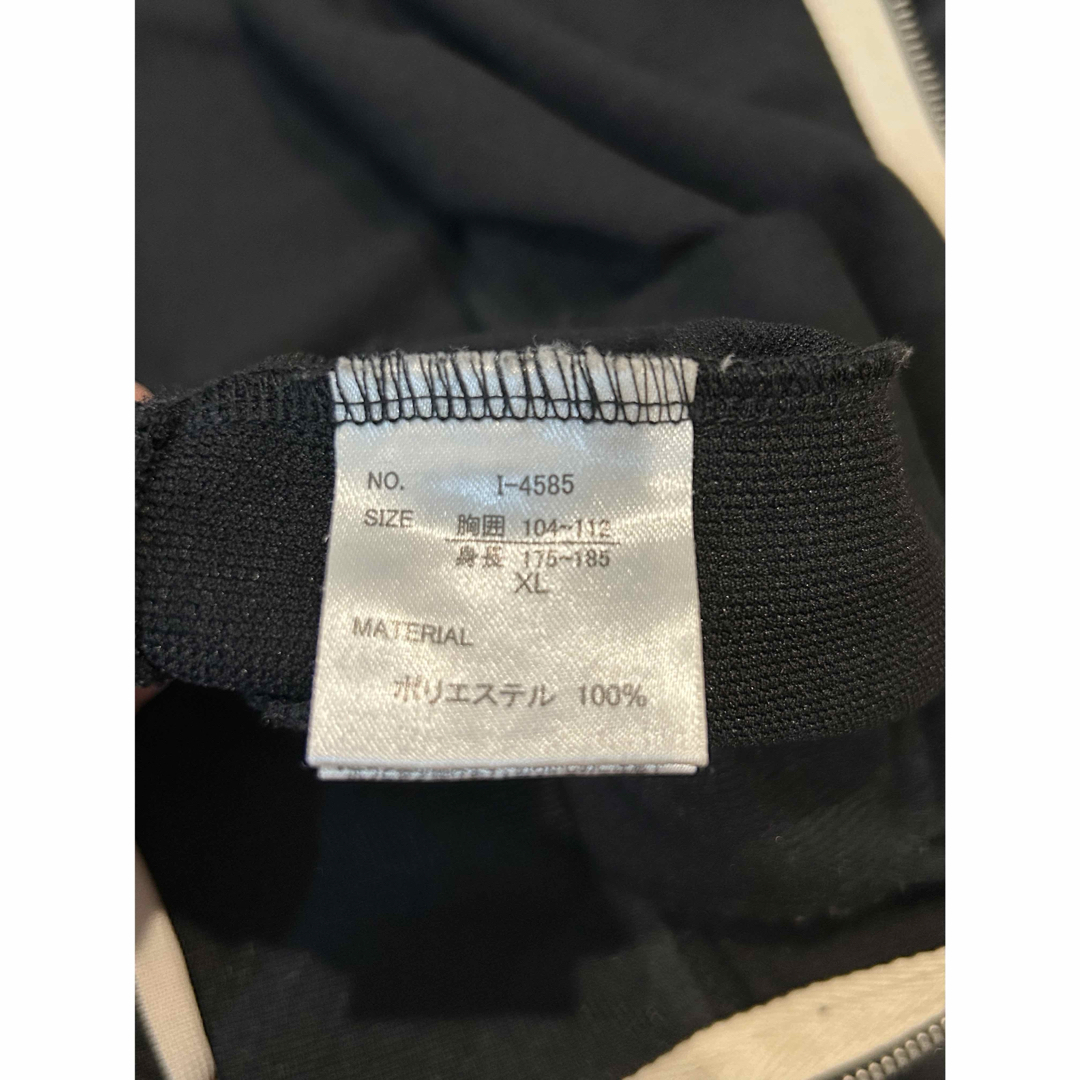 NO. I-4585
SIZE 胸囲 104~112
身長 175~185
XL
MATERIAL
ポリエステル 100%